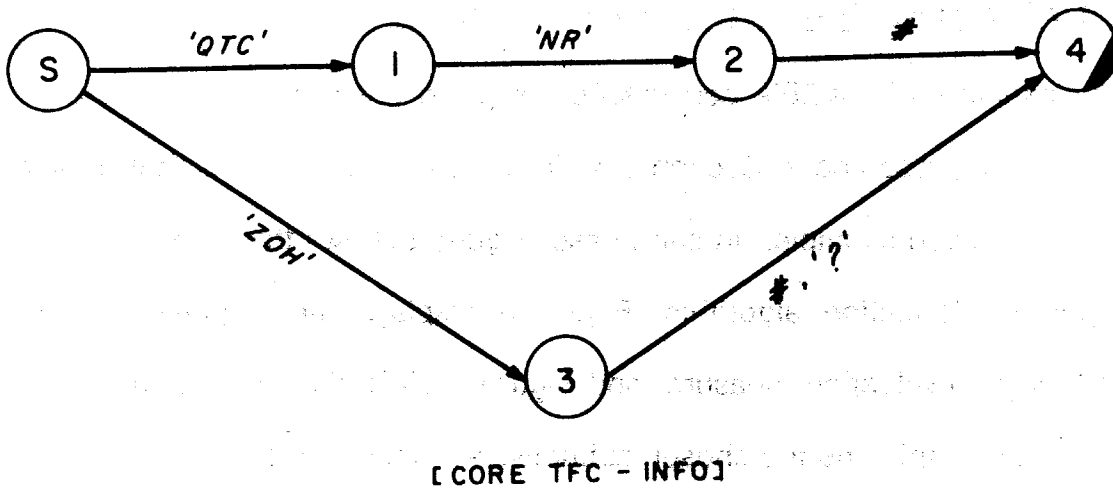 'QTC' 'NR' #
S 1 2 4
'ZOH'
#, '?'
3
[CORE TFC - INFO]